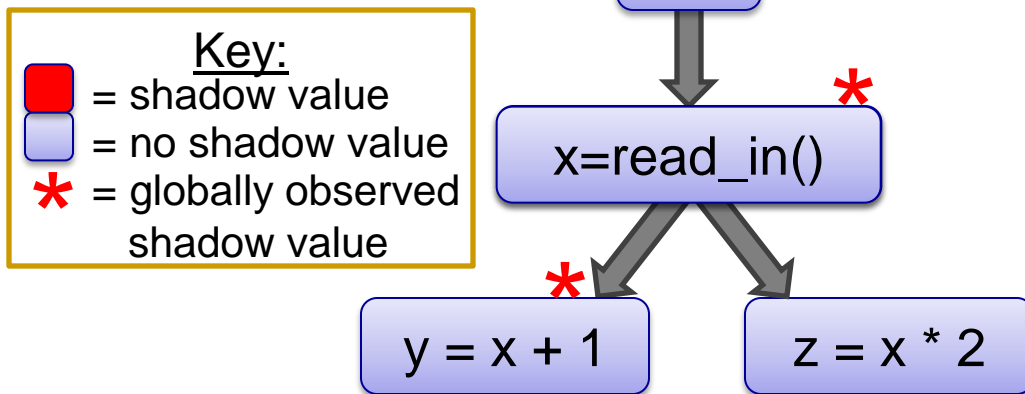 Key:
= shadow value
= no shadow value
* = globally observed
shadow value
*
x=read_in()
*
y = x + 1
z = x * 2